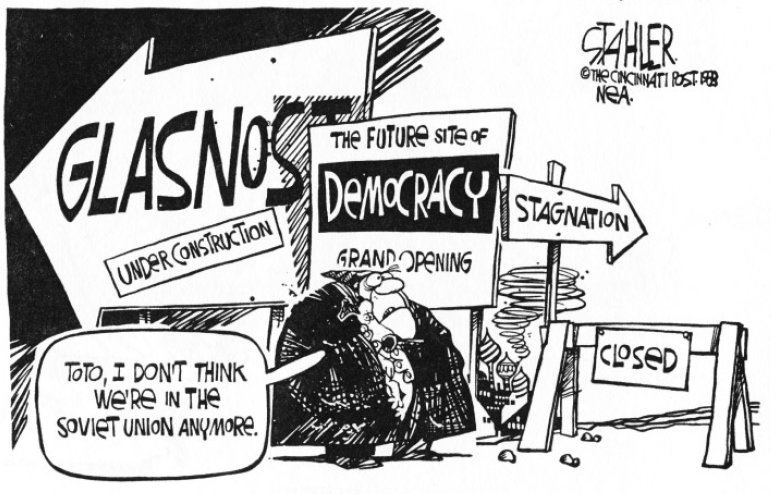 STAHLER.
©THE CINCINNATI POST. 1988
NEA.
GLASNOST
UNDER CONSTRUCTION
THE FUTURE SITE OF
DEMOCRACY
GRAND OPENING
STAGNATION
CLOSED
TOTO, I DON'T THINK
WE'RE IN THE
SOVIET UNION ANYMORE.